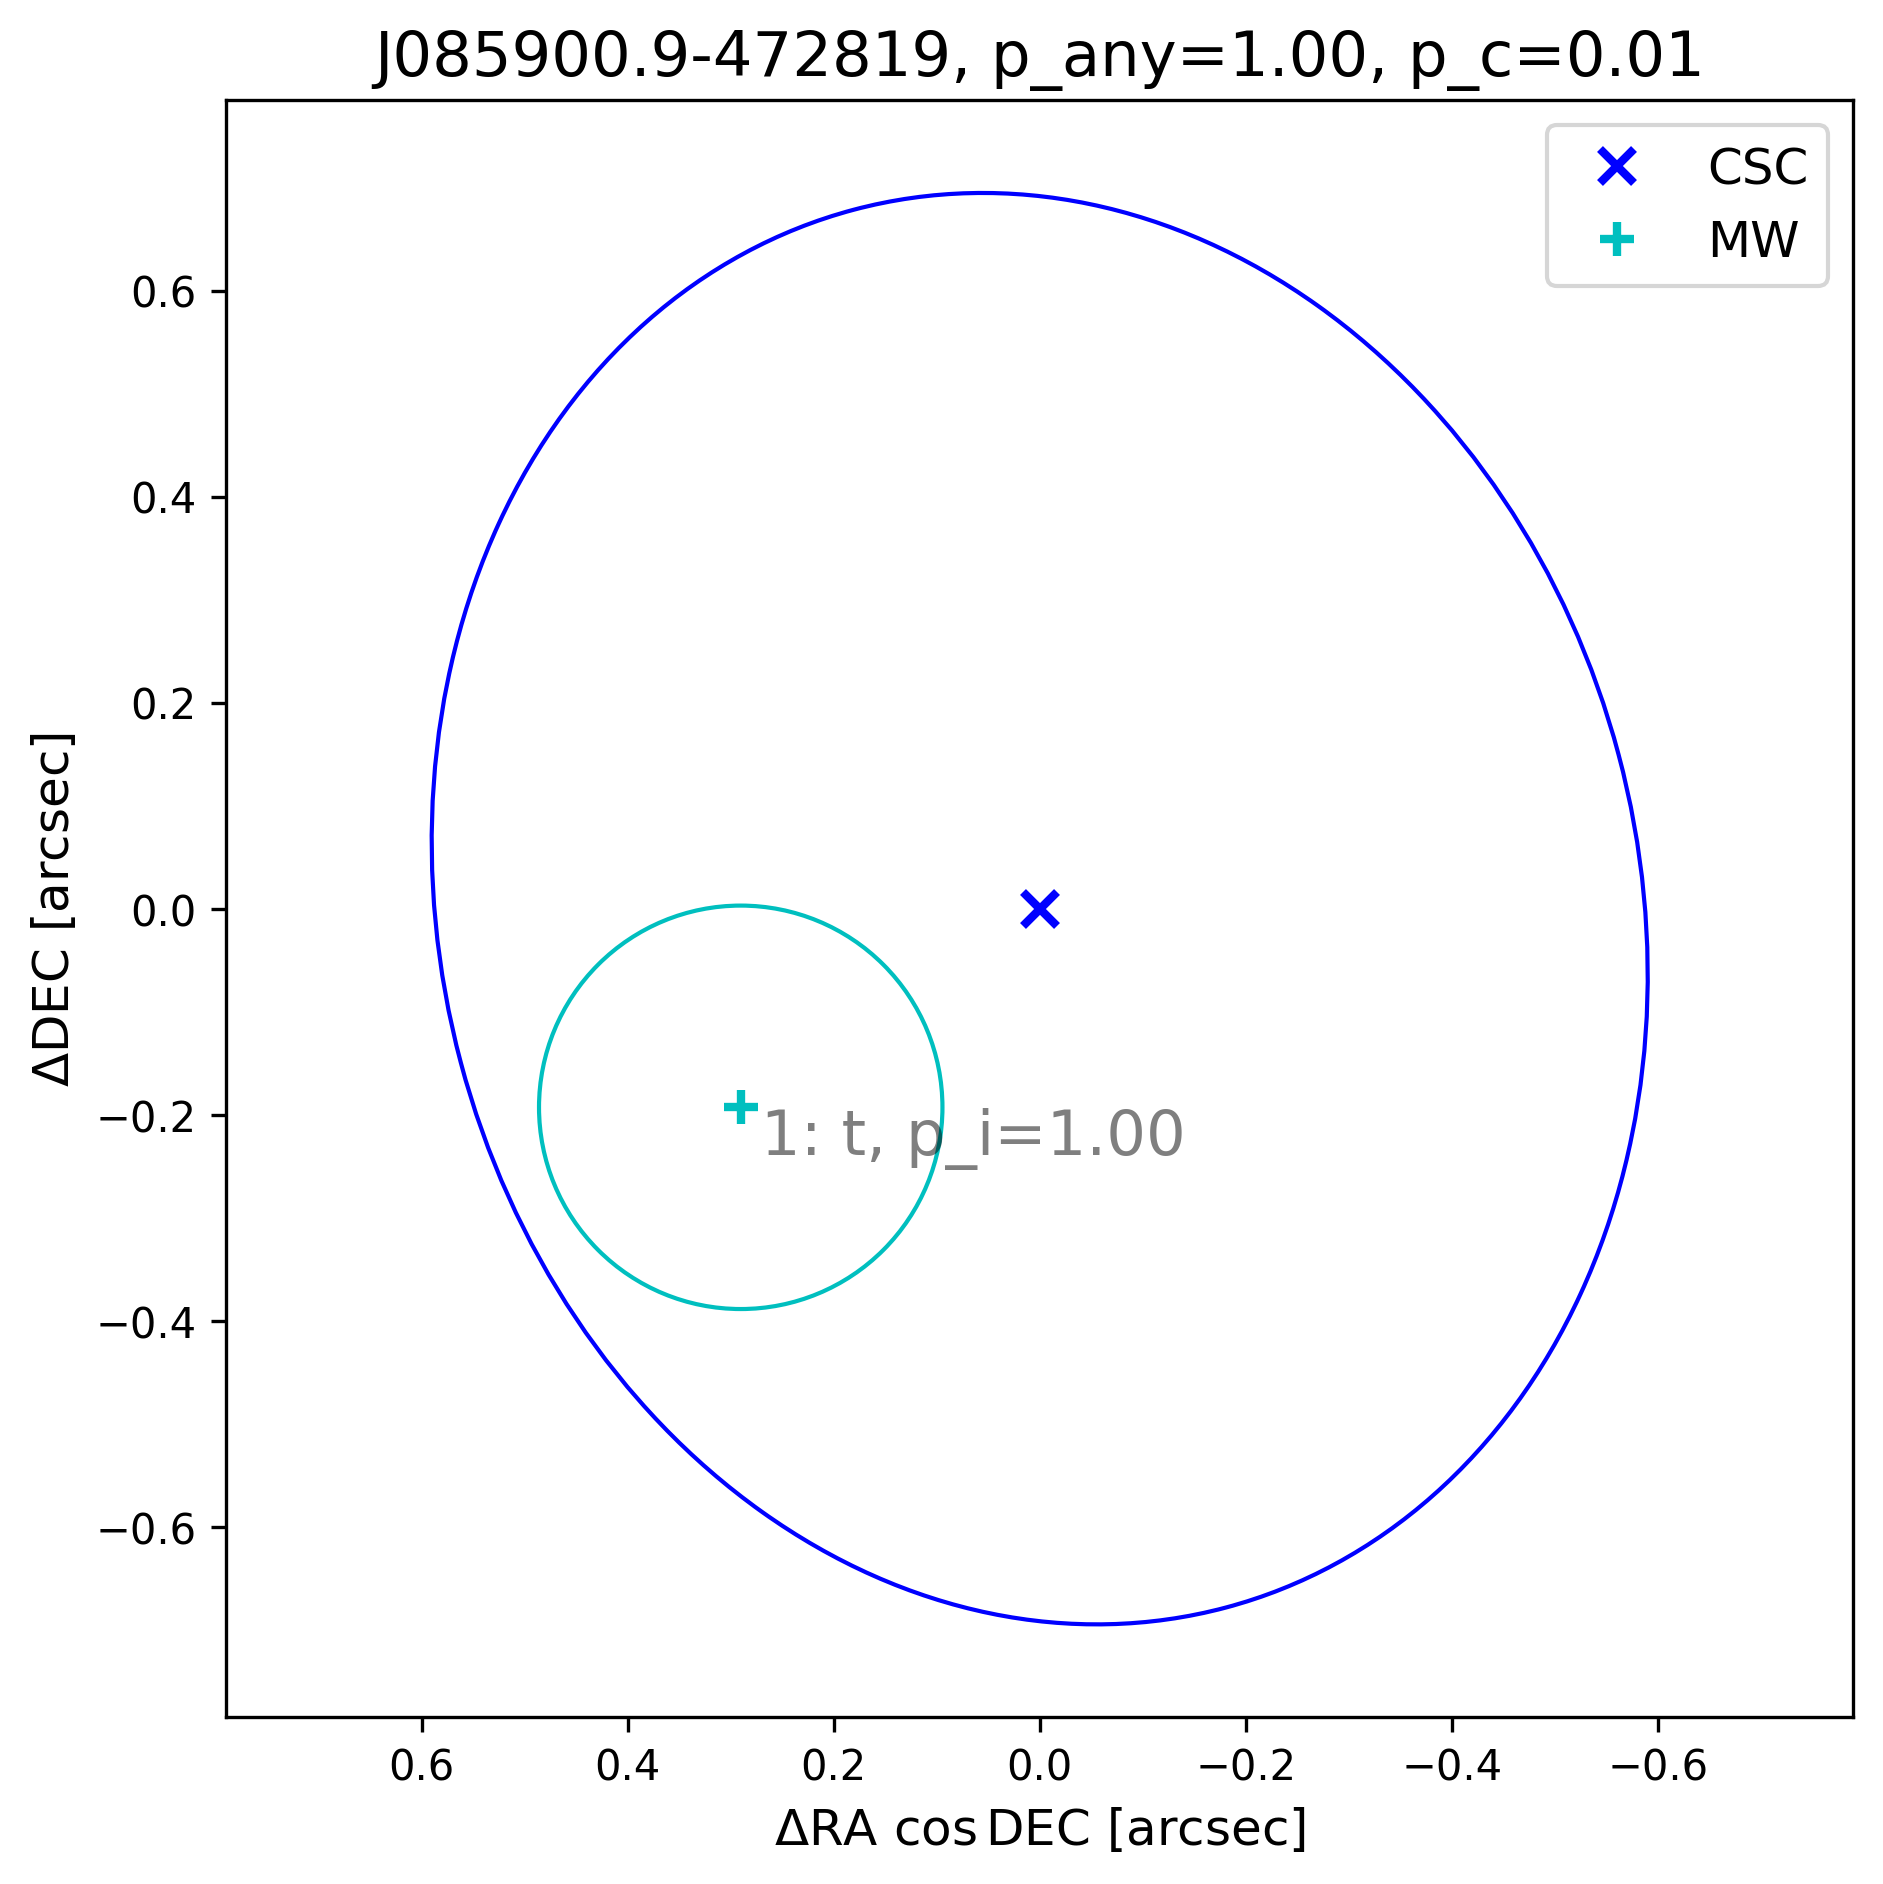 J085900.9-472819, p_any=1.00, p_c=0.01
CSC
MW
0.6
0.4
0.2
0.0
−0.2
−0.4
−0.6
ΔDEC [arcsec]
1: t, p_i=1.00
0.6 0.4 0.2 0.0 −0.2 −0.4 −0.6
ΔRA cos DEC [arcsec]